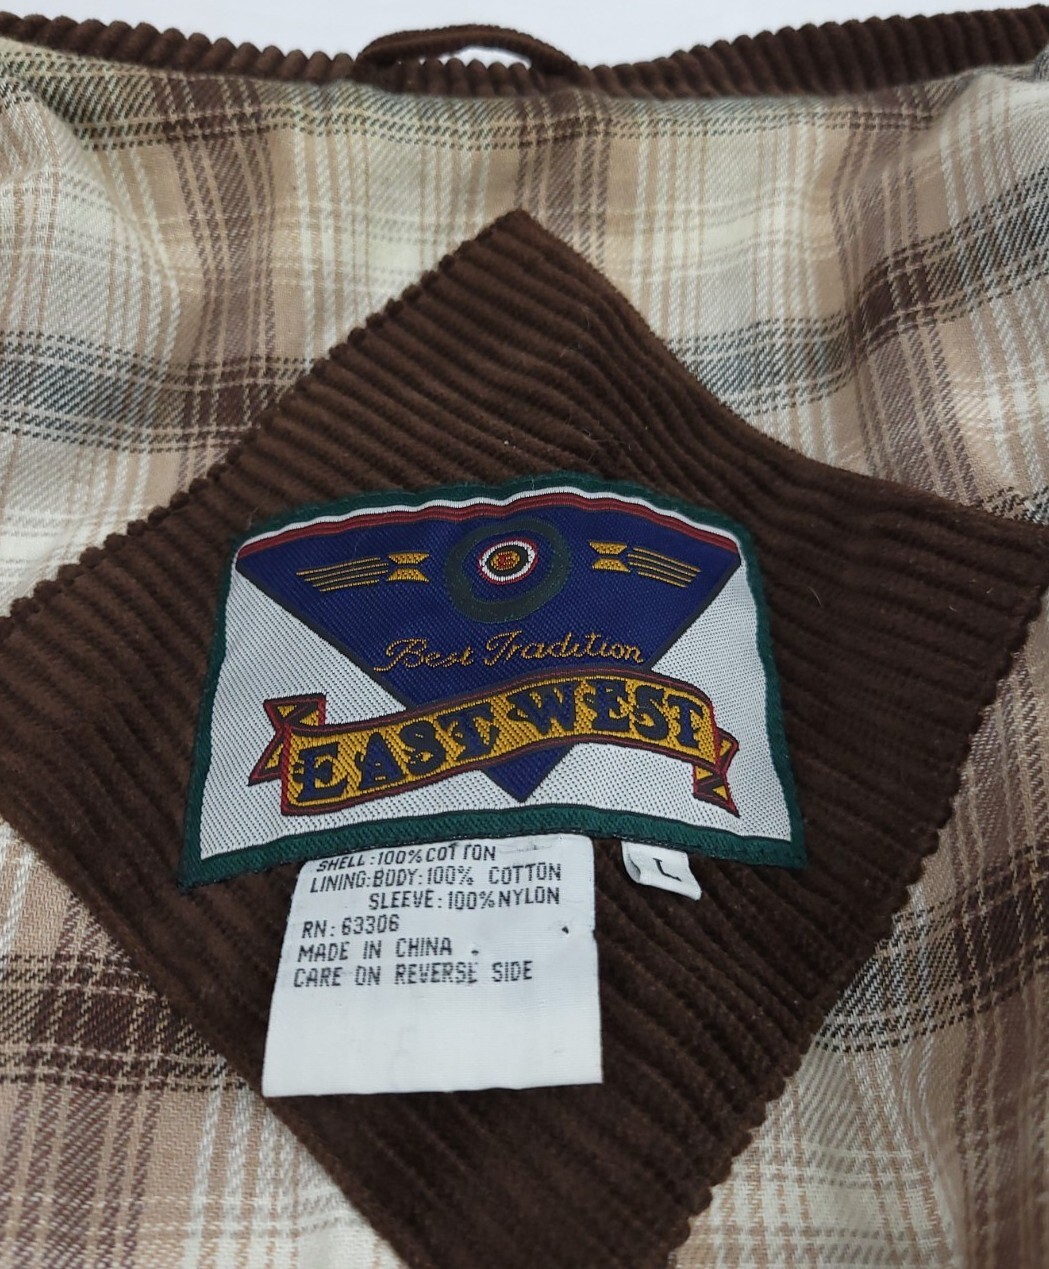 Best Tradition
EAST WEST
SHELL:100%COTTON
LINING:BODY:100% COTTON
SLEEVE:100%NYLON
RN:63306
MADE IN CHINA
CARE ON REVERSE SIDE
L